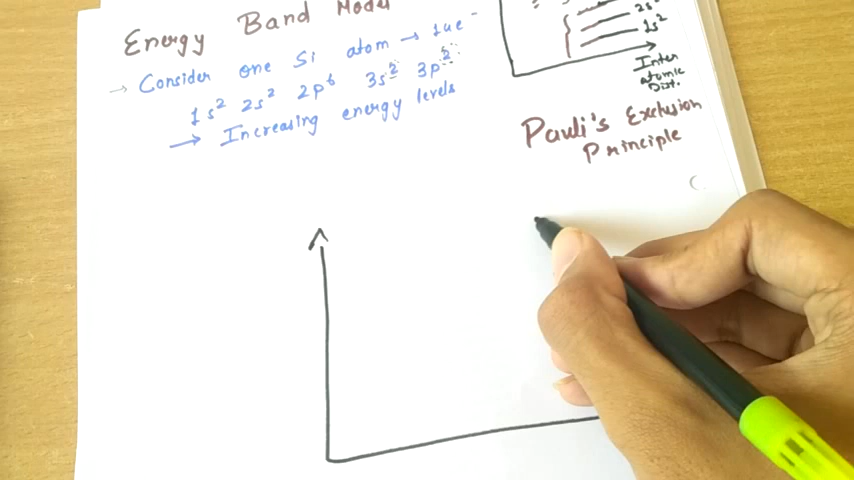 Energy Band Model
→ Consider one Si atom → 14e⁻
1s² 2s² 2p⁶ 3s² 3p²
→ Increasing energy levels
2s²
1s²
Inter
atomic
Dist.
Pauli's Exclusion
Principle